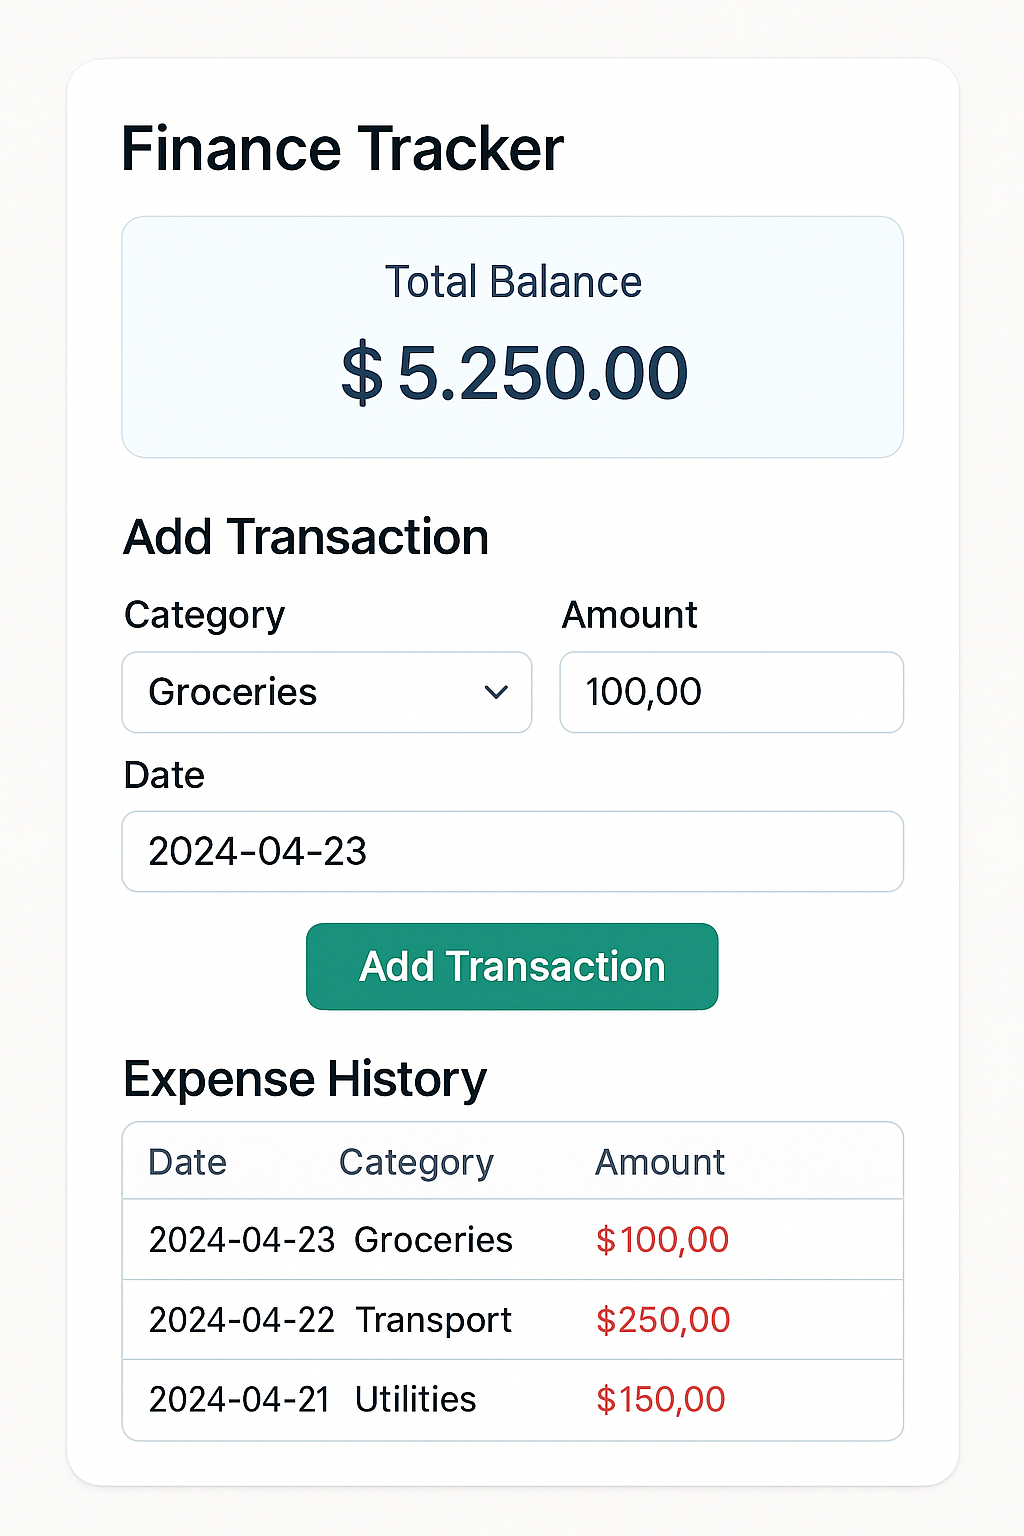 Finance Tracker
Total Balance
$ 5.250.00
Add Transaction
Category Amount
Groceries 100,00
Date
2024-04-23
Add Transaction
Expense History
Date Category Amount
2024-04-23 Groceries $100,00
2024-04-22 Transport $250,00
2024-04-21 Utilities $150,00